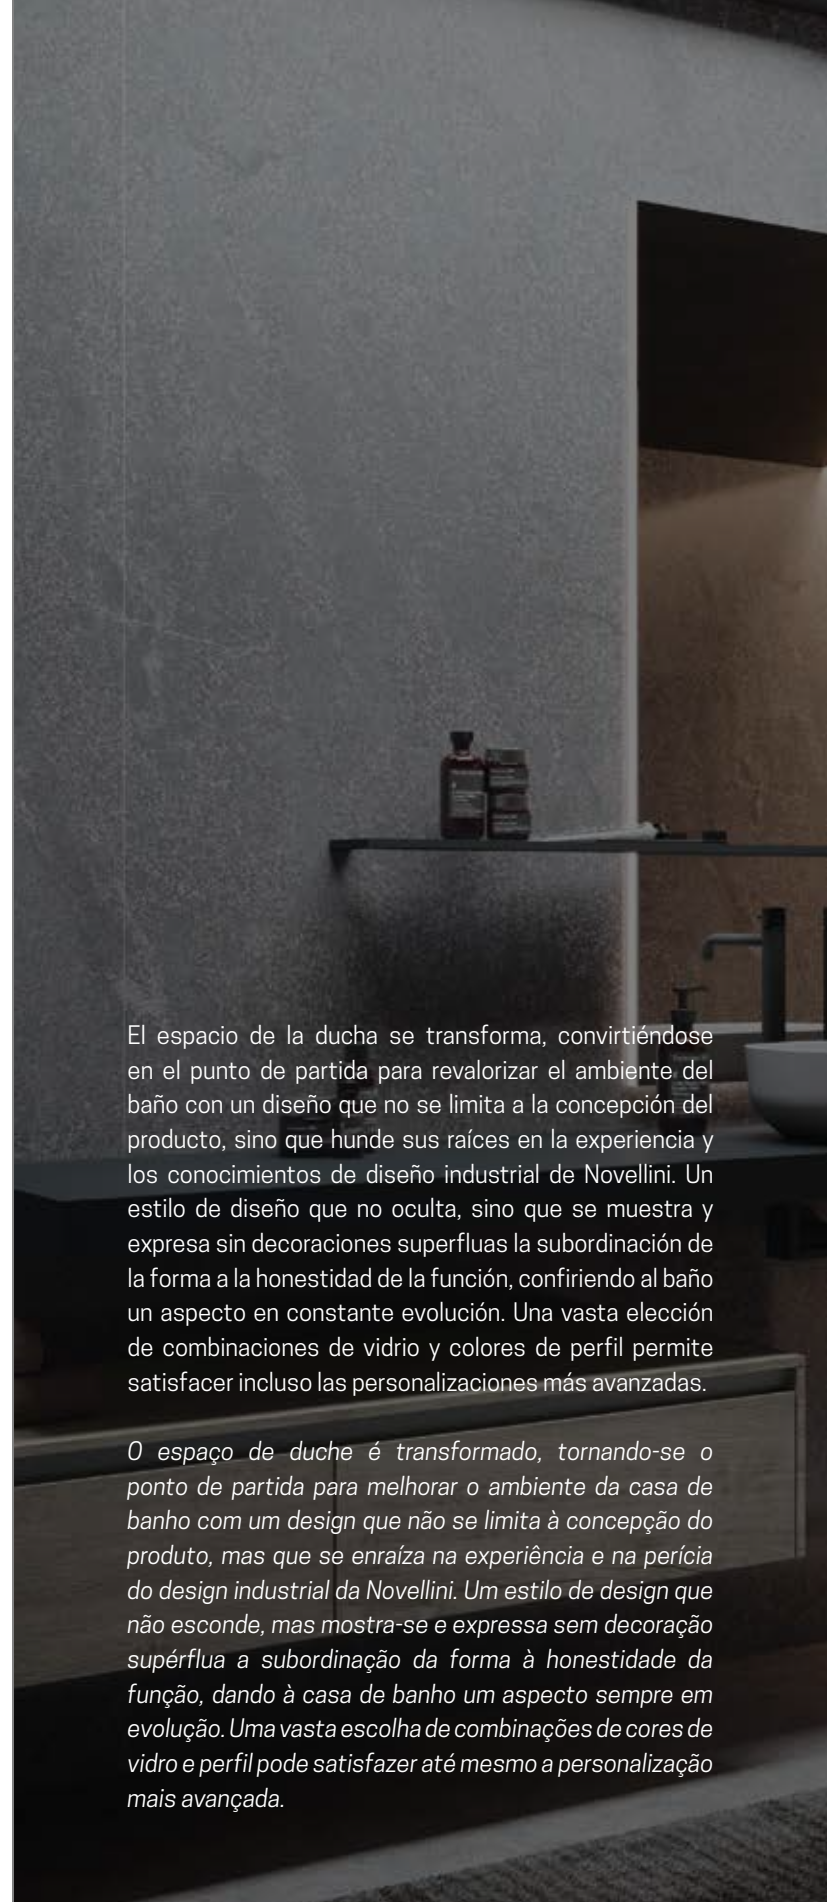 El espacio de la ducha se transforma, convirtiéndose
en el punto de partida para revalorizar el ambiente del
baño con un diseño que no se limita a la concepción del
producto, sino que hunde sus raíces en la experiencia y
los conocimientos de diseño industrial de Novellini. Un
estilo de diseño que no oculta, sino que se muestra y
expresa sin decoraciones superfluas la subordinación de
la forma a la honestidad de la función, confiriendo al baño
un aspecto en constante evolución. Una vasta elección
de combinaciones de vidrio y colores de perfil permite
satisfacer incluso las personalizaciones más avanzadas.
O espaço de duche é transformado, tornando-se o
ponto de partida para melhorar o ambiente da casa de
banho com um design que não se limita à concepção do
produto, mas que se enraíza na experiência e na perícia
do design industrial da Novellini. Um estilo de design que
não esconde, mas mostra-se e expressa sem decoração
supérflua a subordinação da forma à honestidade da
função, dando à casa de banho um aspecto sempre em
evolução. Uma vasta escolha de combinações de cores de
vidro e perfil pode satisfazer até mesmo a personalização
mais avançada.